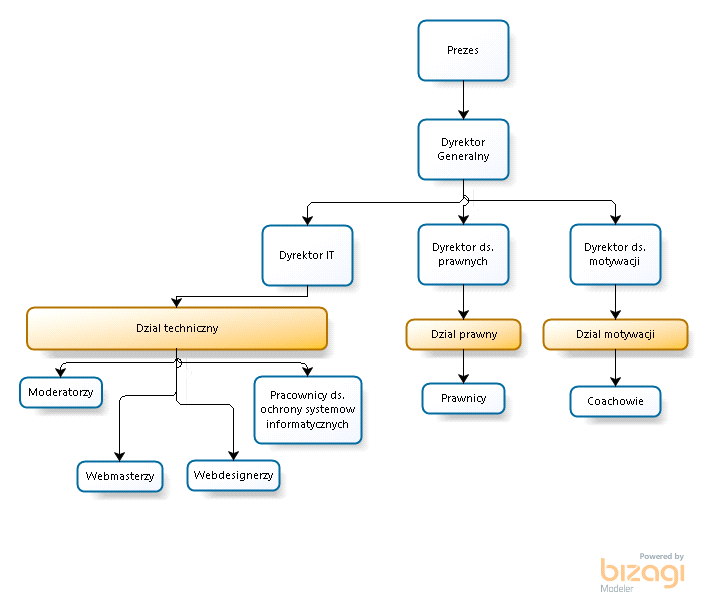 Prezes
Dyrektor
Generalny
Dyrektor IT
Dyrektor ds.
prawnych
Dyrektor ds.
motywacji
Dzial techniczny
Dzial prawny
Dzial motywacji
Moderatorzy
Pracownicy ds.
ochrony systemow
informatycznych
Prawnicy
Coachowie
Webmasterzy
Webdesignerzy
Powered by
bizagi
Modeler